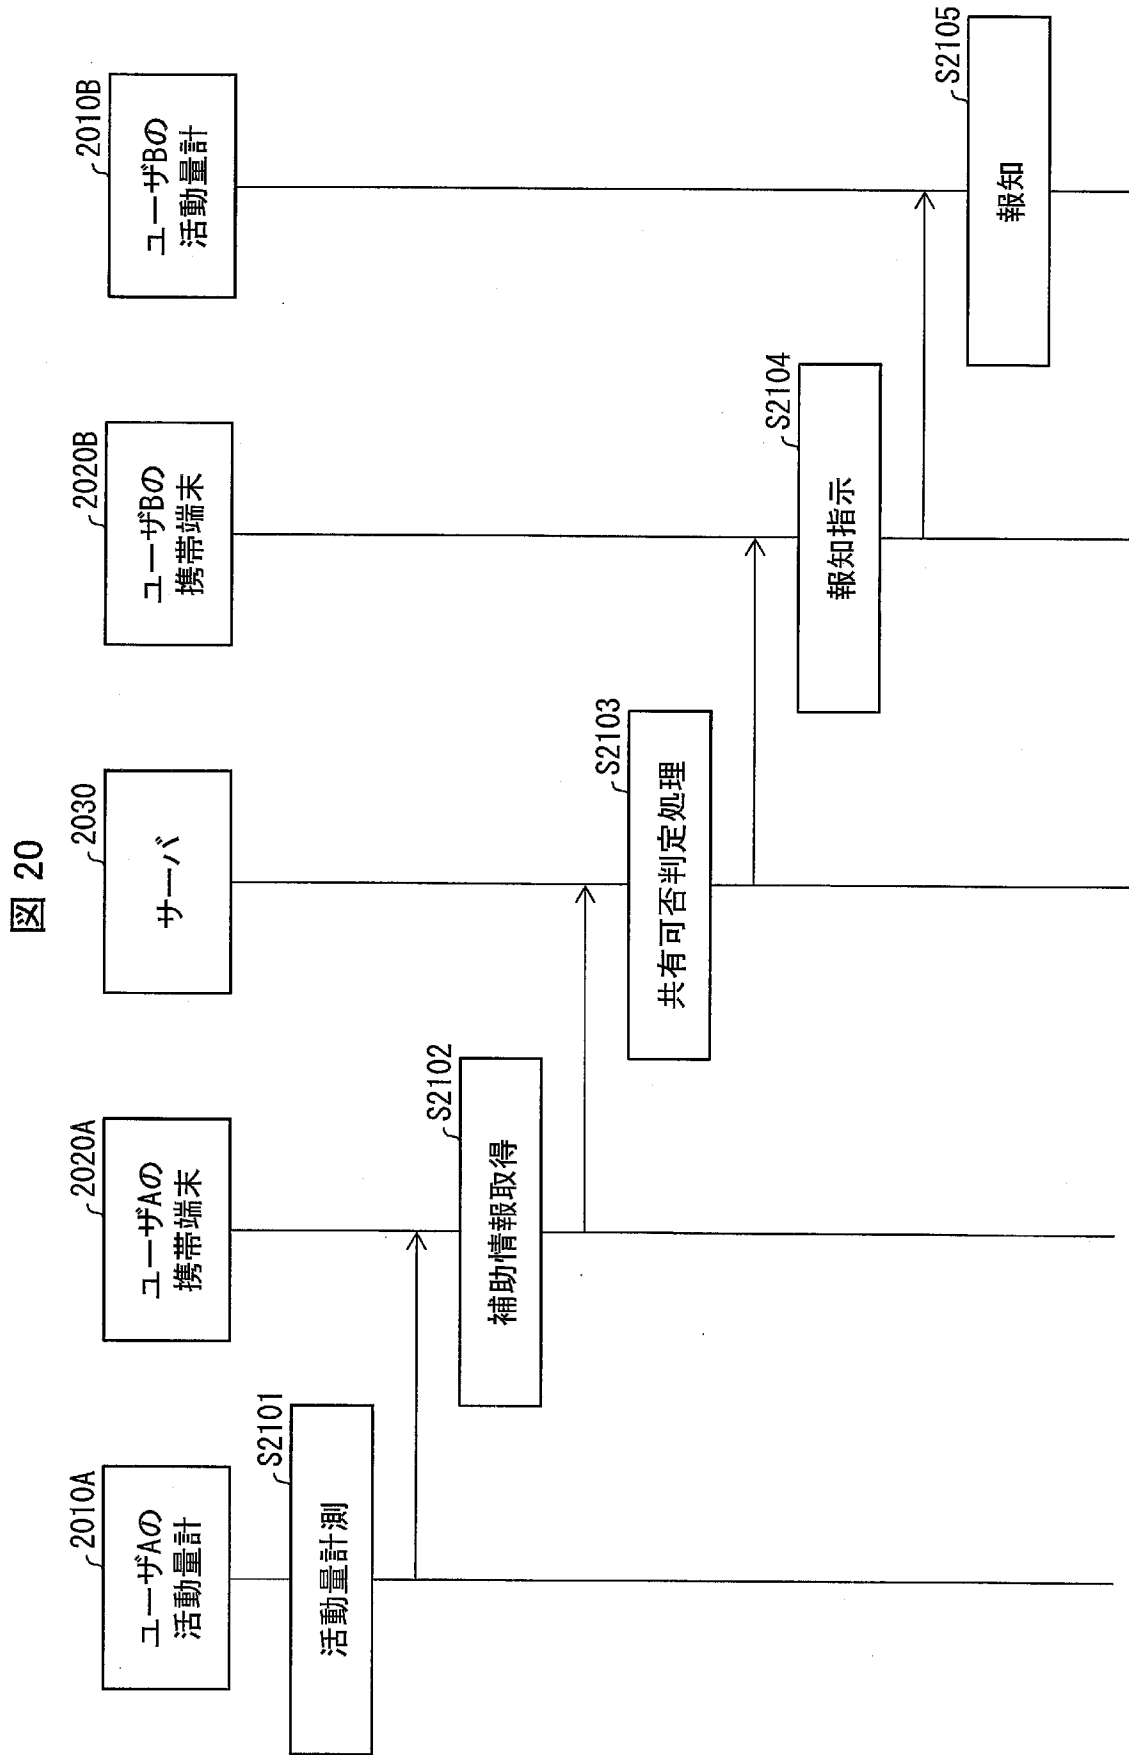 図 20
2010A
ユーザAの
活動量計
2020A
ユーザAの
携帯端末
2030
サーバ
2020B
ユーザBの
携帯端末
2010B
ユーザBの
活動量計
S2101
活動量計測
S2102
補助情報取得
S2103
共有可否判定処理
S2104
報知指示
S2105
報知